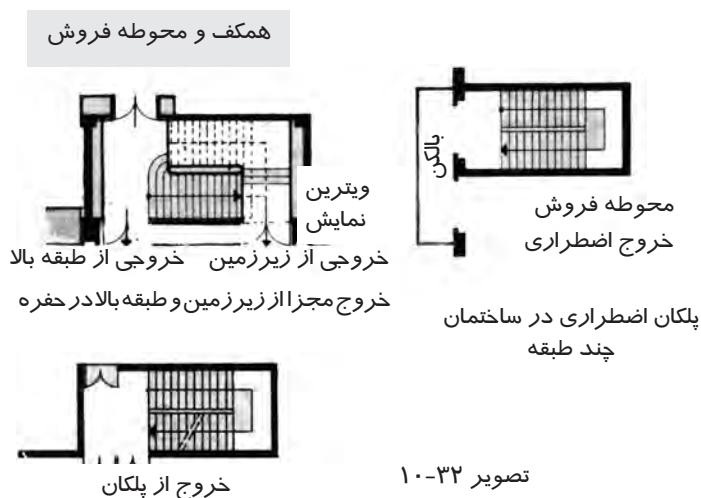 همکف و محوطه فروش
بالکن
ویترین
نمایش
محوطه فروش
خروج اضطراری
خروجی از زیرزمین خروجی از طبقه بالا
خروج مجزا از زیرزمین و طبقه بالا در حفره
پلکان اضطراری در ساختمان
چند طبقه
خروج از پلکان
تصویر ۳۲-۱۰